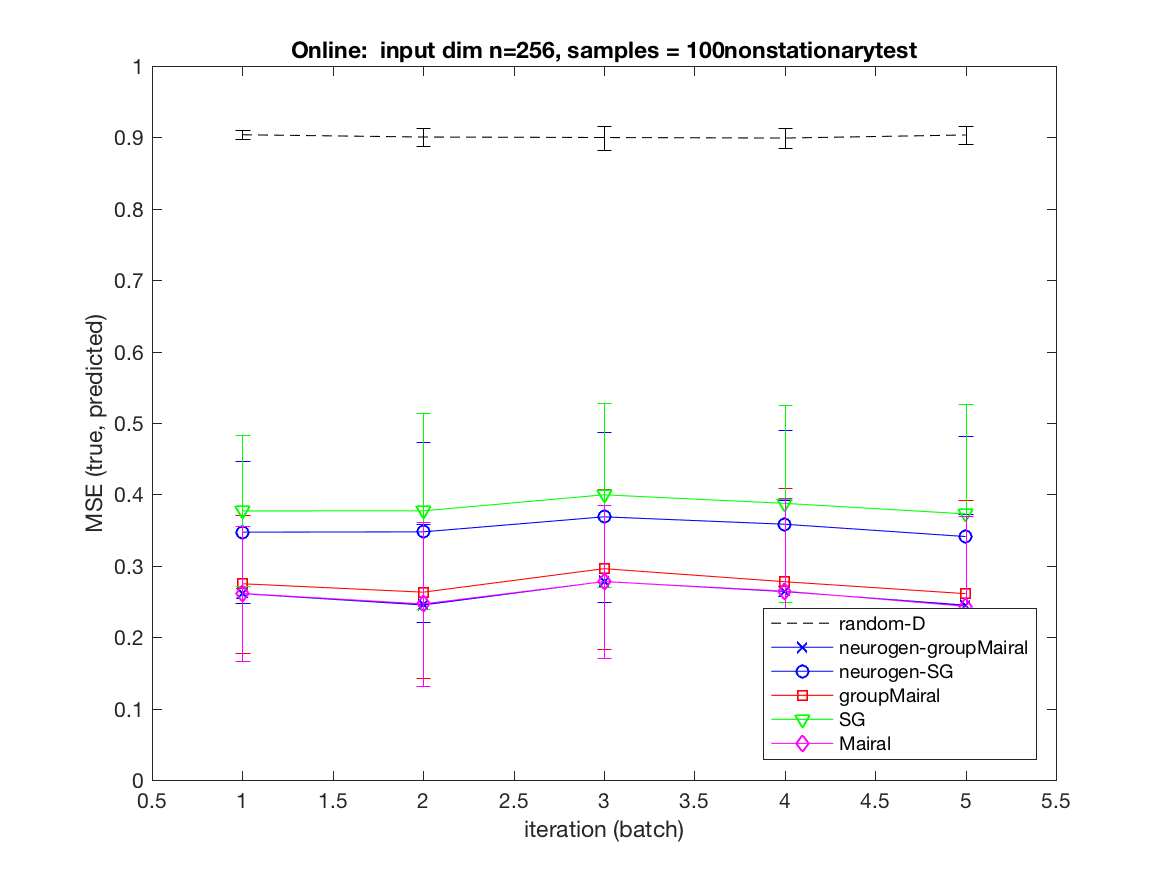 Online:  input dim n=256, samples = 100nonstationarytest
MSE (true, predicted)
1
0.9
0.8
0.7
0.6
0.5
0.4
0.3
0.2
0.1
0
random-D
neurogen-groupMairal
neurogen-SG
groupMairal
SG
Mairal
0.5 1 1.5 2 2.5 3 3.5 4 4.5 5 5.5
iteration (batch)